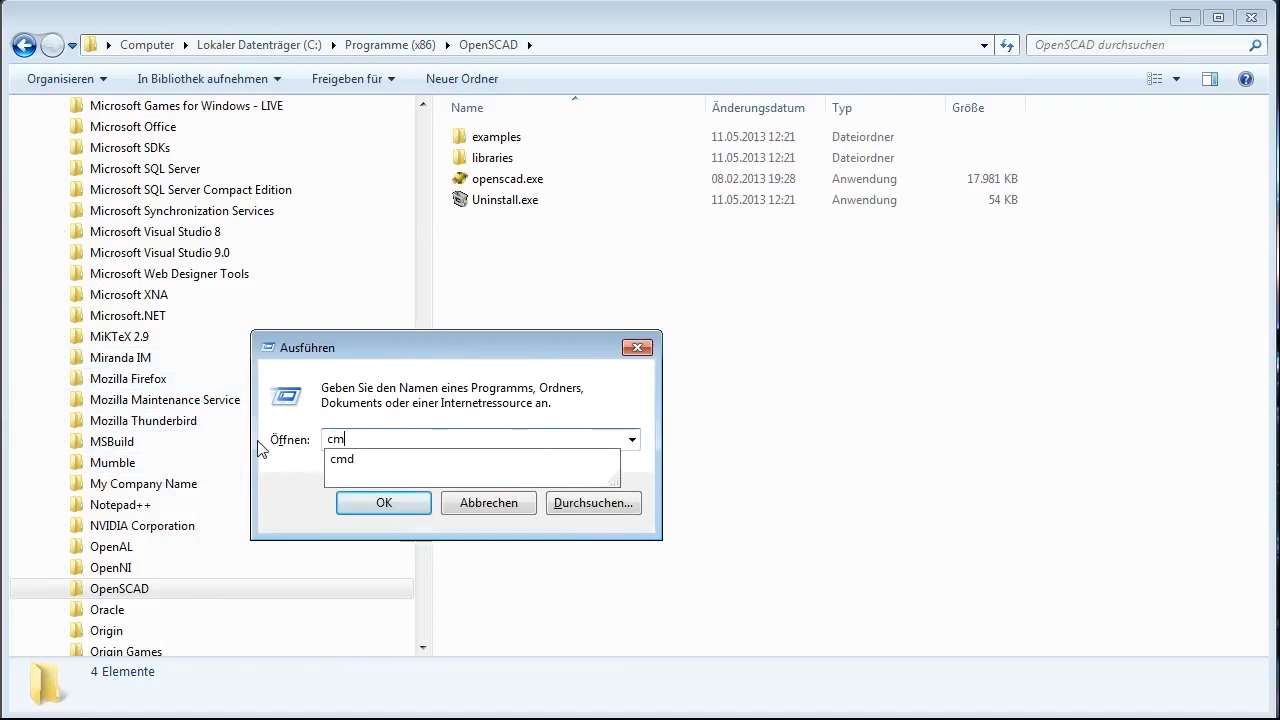 Computer Lokaler Datenträger (C:) Programme (x86) OpenSCAD OpenSCAD durchsuchen
Organisieren In Bibliothek aufnehmen Freigeben für Neuer Ordner
Microsoft Games for Windows - LIVE
Microsoft Office
Microsoft SDKs
Microsoft SQL Server
Microsoft SQL Server Compact Edition
Microsoft Synchronization Services
Microsoft Visual Studio 8
Microsoft Visual Studio 9.0
Microsoft Web Designer Tools
Microsoft XNA
Microsoft.NET
MiKTeX 2.9
Miranda IM
Mozilla Firefox
Mozilla Maintenance Service
Mozilla Thunderbird
MSBuild
Mumble
My Company Name
Notepad++
NVIDIA Corporation
OpenAL
OpenNI
OpenSCAD
Oracle
Origin
Origin Games
Name Änderungsdatum Typ Größe
examples 11.05.2013 12:21 Dateiordner
libraries 11.05.2013 12:21 Dateiordner
openscad.exe 08.02.2013 19:28 Anwendung 17.981 KB
Uninstall.exe 11.05.2013 12:21 Anwendung 54 KB
Ausführen
Geben Sie den Namen eines Programms, Ordners,
Dokuments oder einer Internetressource an.
Öffnen: cm
cmd
OK Abbrechen Durchsuchen...
4 Elemente